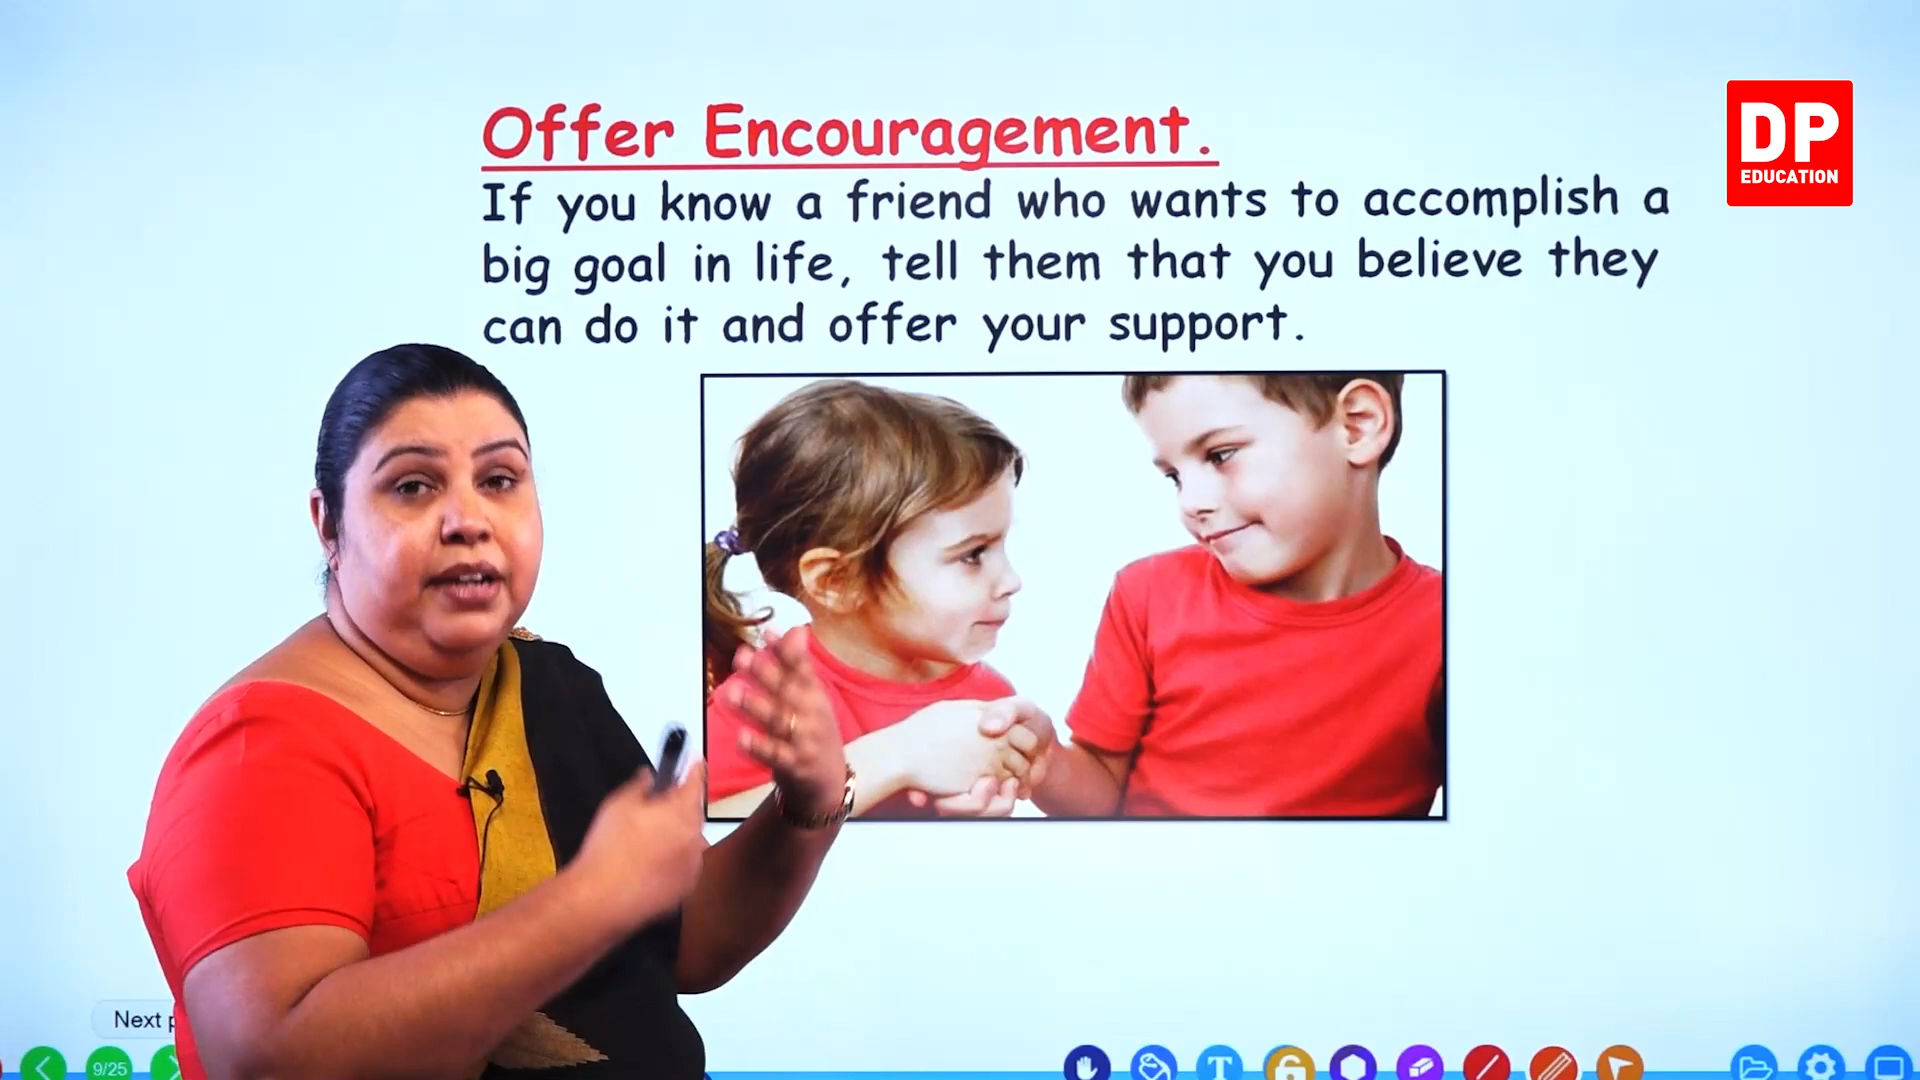 Offer Encouragement.
If you know a friend who wants to accomplish a
big goal in life, tell them that you believe they
can do it and offer your support.
DP
EDUCATION
Next
9/25
T